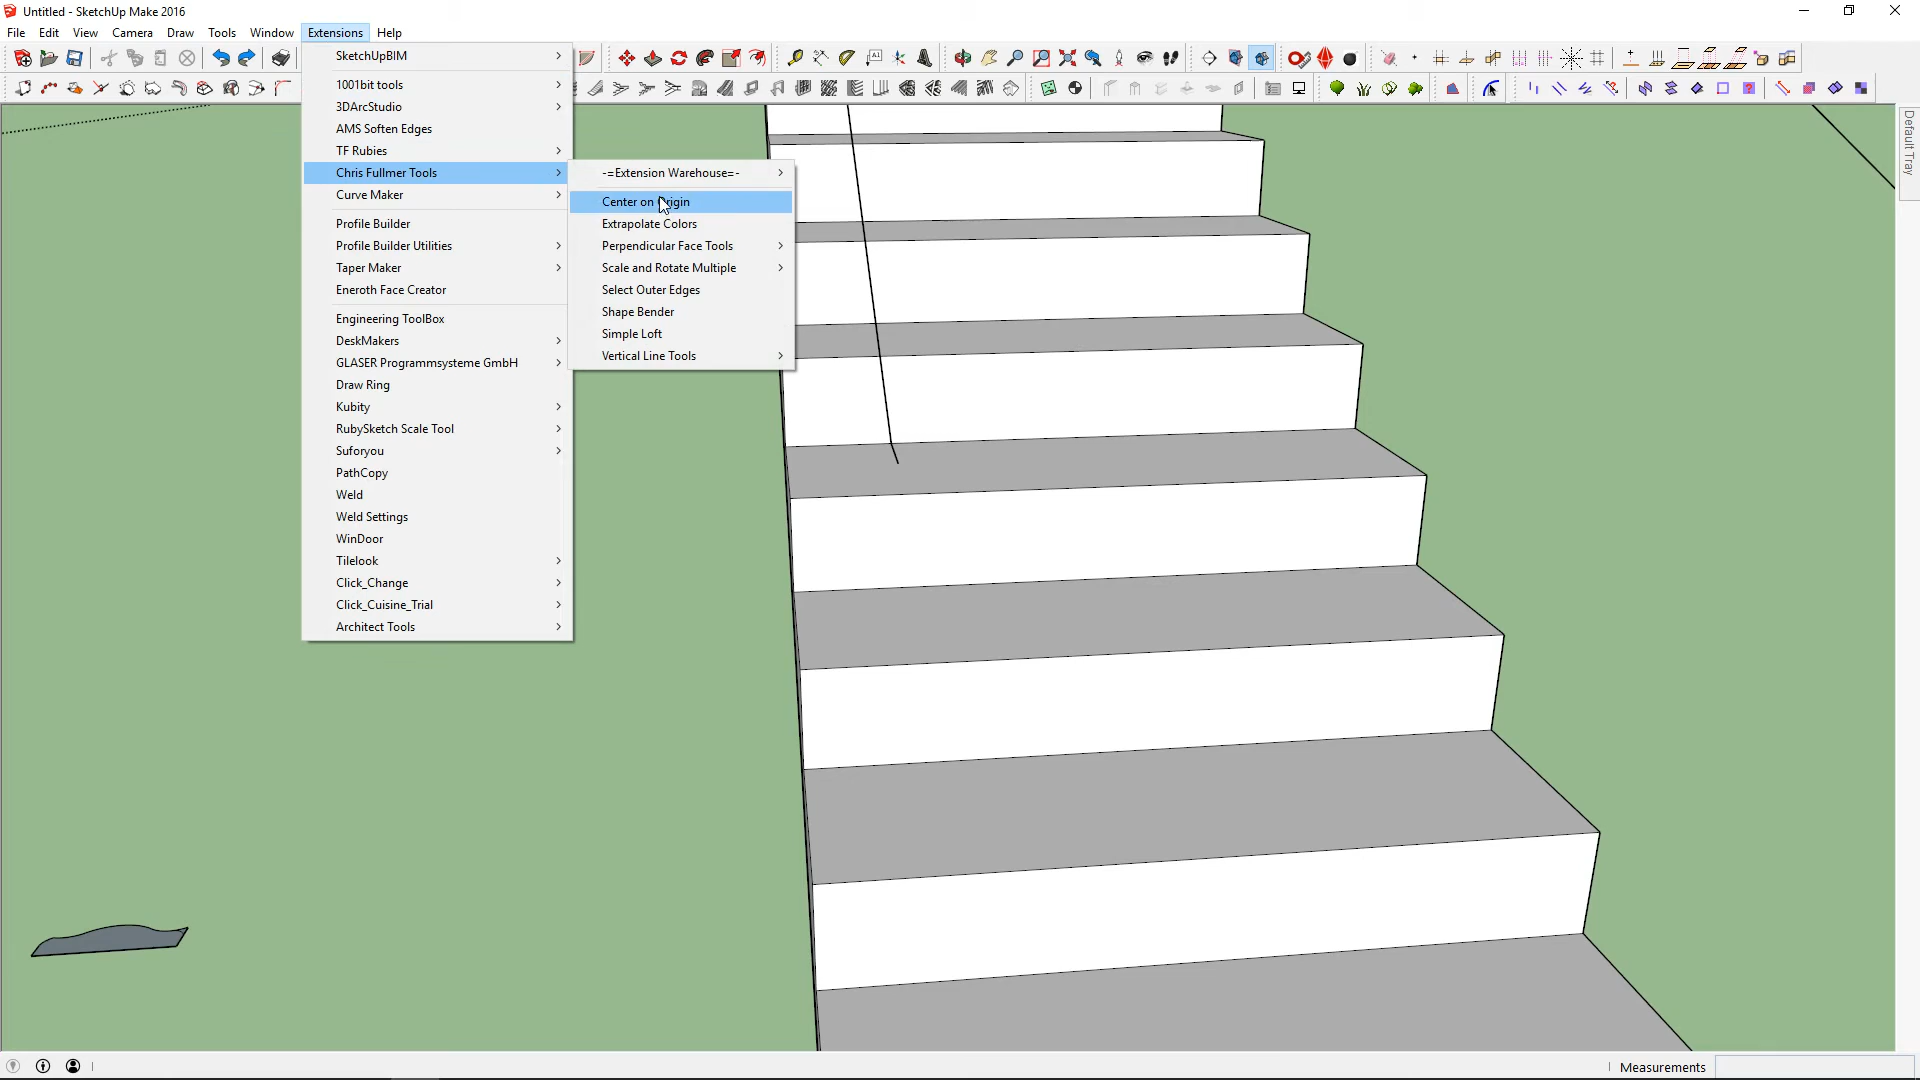 Untitled - SketchUp Make 2016
File Edit View Camera Draw Tools Window Extensions Help
SketchUpBIM
1001bit tools
3DArcStudio
AMS Soften Edges
TF Rubies
Chris Fullmer Tools
Curve Maker
Profile Builder
Profile Builder Utilities
Taper Maker
Eneroth Face Creator
Engineering ToolBox
DeskMakers
GLASER Programmsysteme GmbH
Draw Ring
Kubity
RubySketch Scale Tool
Suforyou
PathCopy
Weld
Weld Settings
WinDoor
Tilelook
Click_Change
Click_Cuisine_Trial
Architect Tools
-=Extension Warehouse=-
Center on Origin
Extrapolate Colors
Perpendicular Face Tools
Scale and Rotate Multiple
Select Outer Edges
Shape Bender
Simple Loft
Vertical Line Tools
Default Tray
Measurements